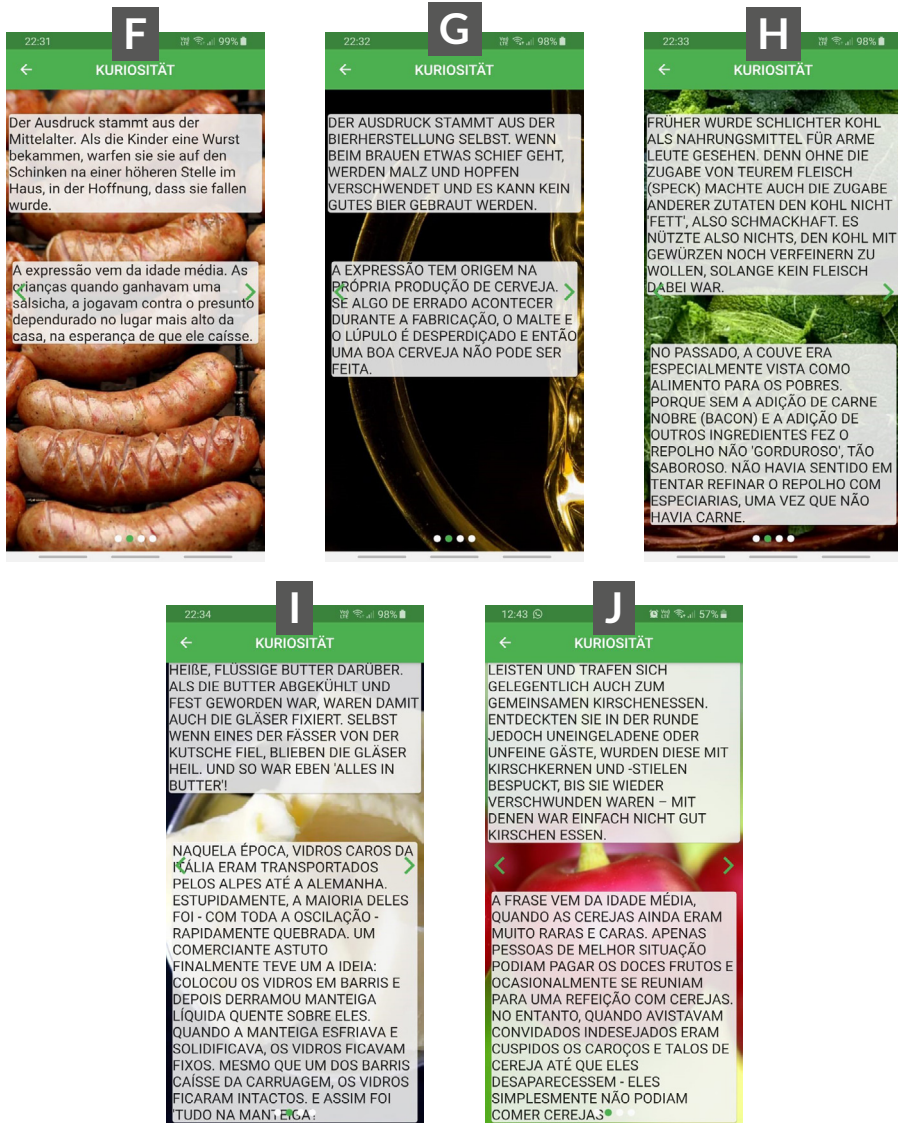 F
22:31
99%
KURIOSITÄT
Der Ausdruck stammt aus der
Mittelalter. Als die Kinder eine Wurst
bekammen, warfen sie sie auf den
Schinken na einer höheren Stelle im
Haus, in der Hoffnung, dass sie fallen
wurde.
A expressão vem da idade média. As
crianças quando ganhavam uma
salsicha, a jogavam contra o presunto
dependurado no lugar mais alto da
casa, na esperança de que ele caísse.
G
22:32
98%
KURIOSITÄT
DER AUSDRUCK STAMMT AUS DER
BIERHERSTELLUNG SELBST. WENN
BEIM BRAUEN ETWAS SCHIEF GEHT,
WERDEN MALZ UND HOPFEN
VERSCHWENDET UND ES KANN KEIN
GUTES BIER GEBRAUT WERDEN.
A EXPRESSÃO TEM ORIGEM NA
PRÓPRIA PRODUÇÃO DE CERVEJA.
SE ALGO DE ERRADO ACONTECER
DURANTE A FABRICAÇÃO, O MALTE E
O LÚPULO É DESPERDIÇADO E ENTÃO
UMA BOA CERVEJA NÃO PODE SER
FEITA.
H
22:33
98%
KURIOSITÄT
FRÜHER WURDE SCHLICHTER KOHL
ALS NAHRUNGSMITTEL FÜR ARME
LEUTE GESEHEN. DENN OHNE DIE
ZUGABE VON TEUREM FLEISCH
(SPECK) MACHTE AUCH DIE ZUGABE
ANDERER ZUTATEN DEN KOHL NICHT
'FETT', ALSO SCHMACKHAFT. ES
NÜTZTE ALSO NICHTS, DEN KOHL MIT
GEWÜRZEN NOCH VERFEINERN ZU
WOLLEN, SOLANGE KEIN FLEISCH
DABEI WAR.
NO PASSADO, A COUVE ERA
ESPECIALMENTE VISTA COMO
ALIMENTO PARA OS POBRES.
PORQUE SEM A ADIÇÃO DE CARNE
NOBRE (BACON) E A ADIÇÃO DE
OUTROS INGREDIENTES FEZ O
REPOLHO NÃO 'GORDUROSO', TÃO
SABOROSO. NÃO HAVIA SENTIDO EM
TENTAR REFINAR O REPOLHO COM
ESPECIARIAS, UMA VEZ QUE NÃO
HAVIA CARNE.
I
22:34
98%
KURIOSITÄT
HEIßE, FLÜSSIGE BUTTER DARÜBER.
ALS DIE BUTTER ABGEKÜHLT UND
FEST GEWORDEN WAR, WAREN DAMIT
AUCH DIE GLÄSER FIXIERT. SELBST
WENN EINES DER FÄSSER VON DER
KUTSCHE FIEL, BLIEBEN DIE GLÄSER
HEIL. UND SO WAR EBEN 'ALLES IN
BUTTER'!
NAQUELA ÉPOCA, VIDROS CAROS DA
ITÁLIA ERAM TRANSPORTADOS
PELOS ALPES ATÉ A ALEMANHA.
ESTUPIDAMENTE, A MAIORIA DELES
FOI - COM TODA A OSCILAÇÃO -
RAPIDAMENTE QUEBRADA. UM
COMERCIANTE ASTUTO
FINALMENTE TEVE UM A IDEIA:
COLOCOU OS VIDROS EM BARRIS E
DEPOIS DERRAMOU MANTEIGA
LÍQUIDA QUENTE SOBRE ELES.
QUANDO A MANTEIGA ESFRIAVA E
SOLIDIFICAVA, OS VIDROS FICAVAM
FIXOS. MESMO QUE UM DOS BARRIS
CAÍSSE DA CARRUAGEM, OS VIDROS
FICARAM INTACTOS. E ASSIM FOI
'TUDO NA MANTEIGA'.
J
12:43
57%
KURIOSITÄT
LEISTEN UND TRAFEN SICH
GELEGENTLICH AUCH ZUM
GEMEINSAMEN KIRSCHENESSEN.
ENTDECKTEN SIE IN DER RUNDE
JEDOCH UNEINGELADENE ODER
UNFEINE GÄSTE, WURDEN DIESE MIT
KIRSCHKERNEN UND -STIELEN
BESPUCKT, BIS SIE WIEDER
VERSCHWUNDEN WAREN – MIT
DENEN WAR EINFACH NICHT GUT
KIRSCHEN ESSEN.
A FRASE VEM DA IDADE MÉDIA,
QUANDO AS CEREJAS AINDA ERAM
MUITO RARAS E CARAS. APENAS
PESSOAS DE MELHOR SITUAÇÃO
PODIAM PAGAR OS DOCES FRUTOS E
OCASIONALMENTE SE REUNIAM
PARA UMA REFEIÇÃO COM CEREJAS.
NO ENTANTO, QUANDO AVISTAVAM
CONVIDADOS INDESEJADOS ERAM
CUSPIDOS OS CAROÇOS E TALOS DE
CEREJA ATÉ QUE ELES
DESAPARECESSEM - ELES
SIMPLESMENTE NÃO PODIAM
COMER CEREJAS